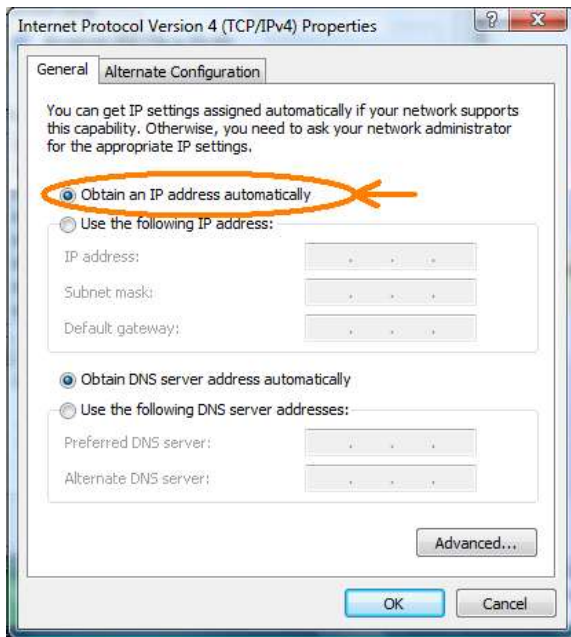 Internet Protocol Version 4 (TCP/IPv4) Properties
?
X
General
Alternate Configuration
You can get IP settings assigned automatically if your network supports
this capability. Otherwise, you need to ask your network administrator
for the appropriate IP settings.
Obtain an IP address automatically
Use the following IP address:
IP address:
Subnet mask:
Default gateway:
Obtain DNS server address automatically
Use the following DNS server addresses:
Preferred DNS server:
Alternate DNS server:
Advanced...
OK
Cancel